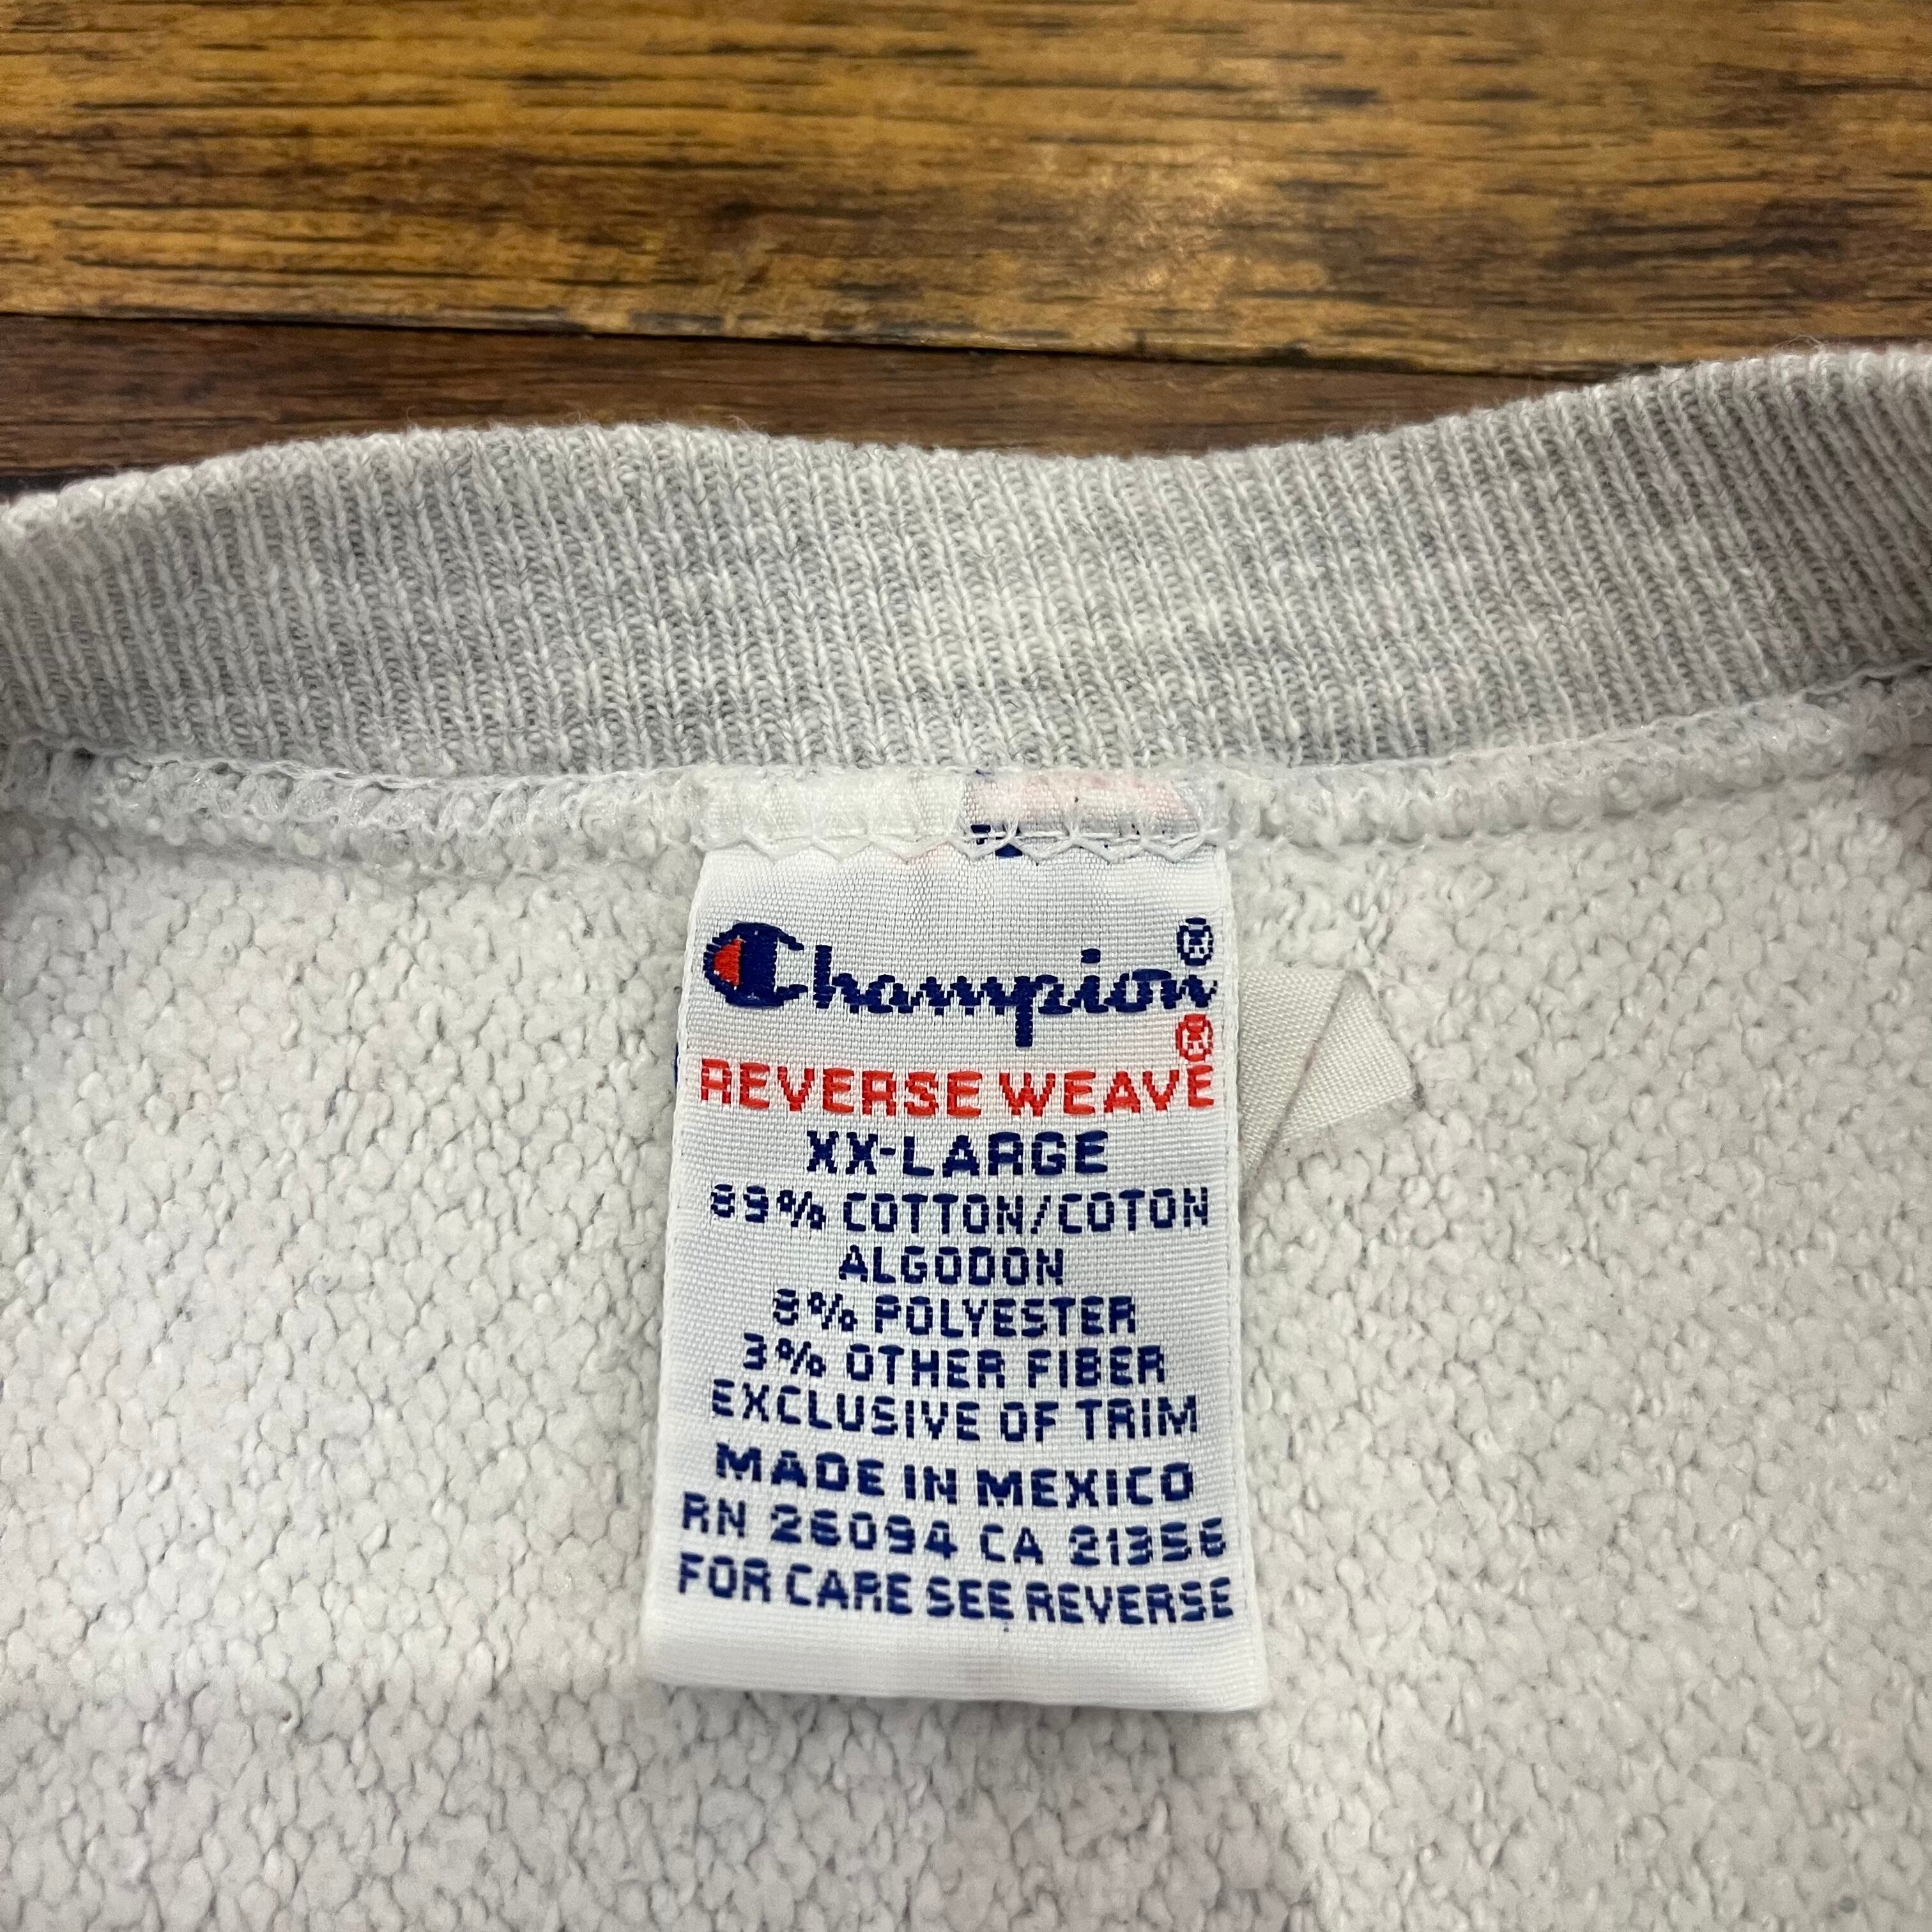 Champion®
REVERSE WEAVE®
XX-LARGE
89% COTTON/COTON
ALGODON
8% POLYESTER
3% OTHER FIBER
EXCLUSIVE OF TRIM
MADE IN MEXICO
RN 26094 CA 21356
FOR CARE SEE REVERSE